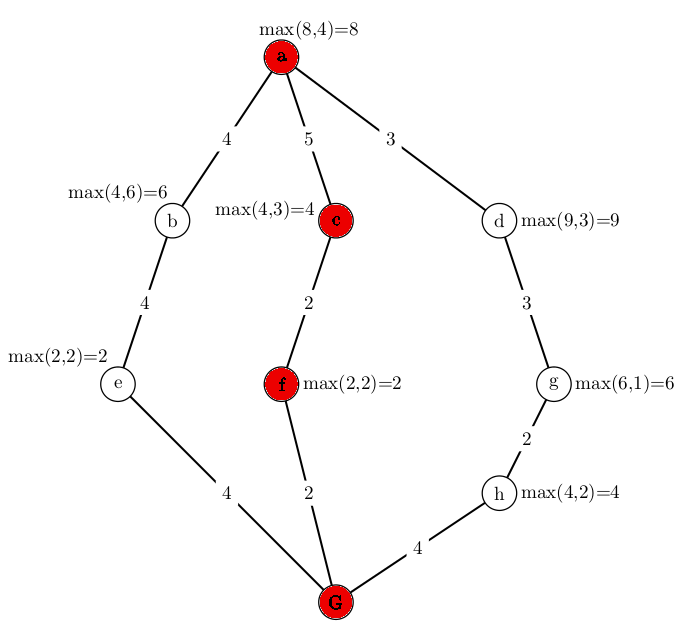 max(8,4)=8
a
4
5
3
max(4,6)=6
b
max(4,3)=4
c
d
max(9,3)=9
4
2
3
max(2,2)=2
e
f
max(2,2)=2
g
max(6,1)=6
2
4
2
h
max(4,2)=4
4
G